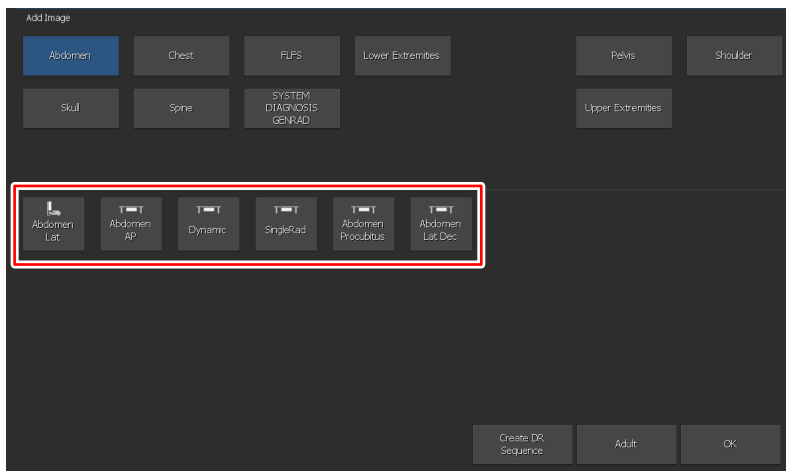 Add Image
Abdomen
Chest
FLFS
Lower Extremities
Pelvis
Shoulder
Skull
Spine
SYSTEM
DIAGNOSIS
GENRAD
Upper Extremities
Abdomen
Lat
Abdomen
AP
Dynamic
SingleRad
Abdomen
Procubitus
Abdomen
Lat Dec
Create DR
Sequence
Adult
OK